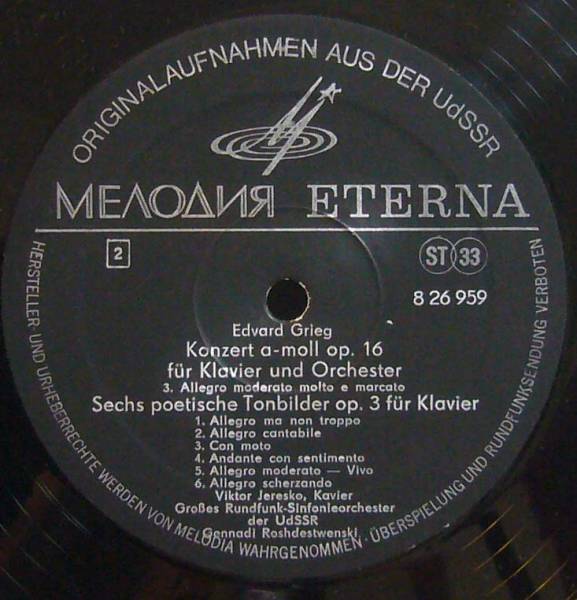 ORIGINALAUFNAHMEN AUS DER UdSSR
МЕЛОДИЯ ETERNA
2
ST 33
8 26 959
Edvard Grieg
Konzert a-moll op. 16
für Klavier und Orchester
3. Allegro moderato molto e marcato
Sechs poetische Tonbilder op. 3 für Klavier
1. Allegro ma non troppo
2. Allegro cantabile
3. Con moto
4. Andante con sentimento
5. Allegro moderato — Vivo
6. Allegro scherzando
Viktor Jeresko, Kavier
Großes Rundfunk-Sinfonieorchester
der UdSSR
Gennadi Roshdestwenski
HERSTELLER- UND URHEBERRECHTE WERDEN VON MELODIA WAHRGENOMMEN · ÜBERSPIELUNG UND RUNDFUNKSENDUNG VERBOTEN